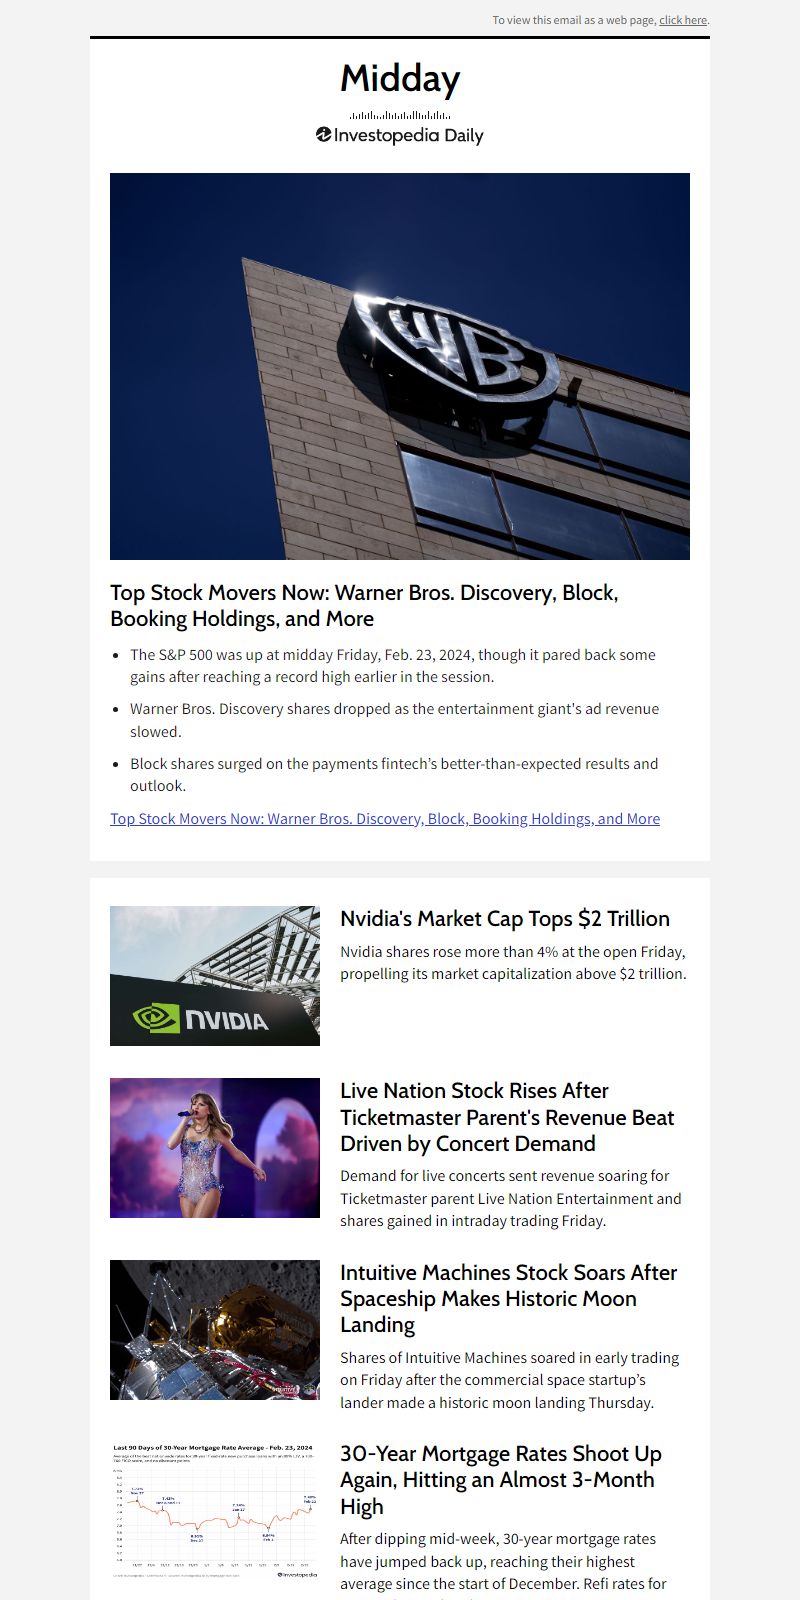 To view this email as a web page, click here.
Midday
Investopedia Daily
WB
Top Stock Movers Now: Warner Bros. Discovery, Block,
Booking Holdings, and More
The S&P 500 was up at midday Friday, Feb. 23, 2024, though it pared back some
gains after reaching a record high earlier in the session.
Warner Bros. Discovery shares dropped as the entertainment giant's ad revenue
slowed.
Block shares surged on the payments fintech’s better-than-expected results and
outlook.
Top Stock Movers Now: Warner Bros. Discovery, Block, Booking Holdings, and More
NVIDIA
Nvidia's Market Cap Tops $2 Trillion
Nvidia shares rose more than 4% at the open Friday,
propelling its market capitalization above $2 trillion.
Live Nation Stock Rises After
Ticketmaster Parent's Revenue Beat
Driven by Concert Demand
Demand for live concerts sent revenue soaring for
Ticketmaster parent Live Nation Entertainment and
shares gained in intraday trading Friday.
Intuitive Machines Stock Soars After
Spaceship Makes Historic Moon
Landing
Shares of Intuitive Machines soared in early trading
on Friday after the commercial space startup’s
lander made a historic moon landing Thursday.
Last 90 Days of 30-Year Mortgage Rate Average - Feb. 23, 2024
Investopedia
30-Year Mortgage Rates Shoot Up
Again, Hitting an Almost 3-Month
High
After dipping mid-week, 30-year mortgage rates
have jumped back up, reaching their highest
average since the start of December. Refi rates for